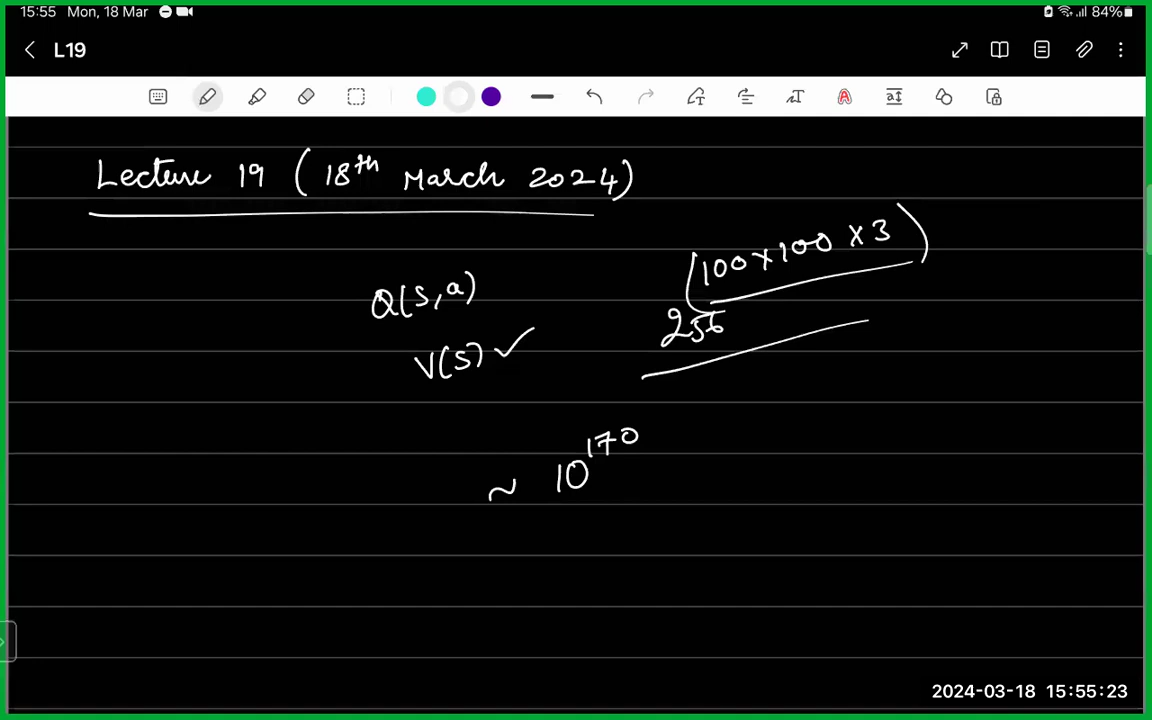 15:55 Mon, 18 Mar
84%
L19
Lecture 19 (18th March 2024)
Q(S,a)
(100×100×3)
256
V(S) ✓
~ 10^170
2024-03-18 15:55:23